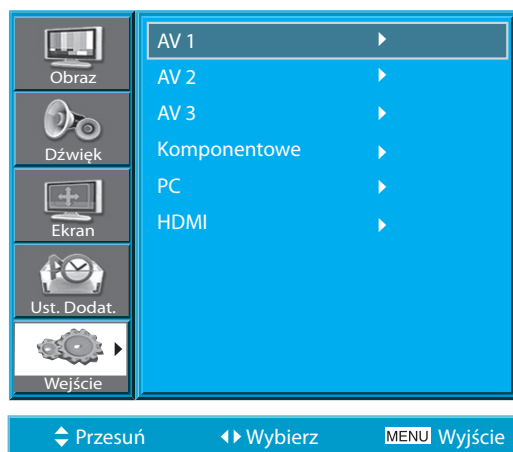 Obraz
Dźwięk
Ekran
Ust. Dodat.
Wejście
AV 1
AV 2
AV 3
Komponentowe
PC
HDMI
Przesuń Wybierz MENU Wyjście